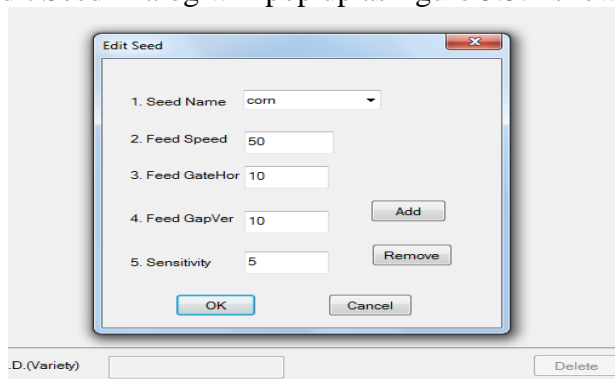 Edit Seed
1. Seed Name corn
2. Feed Speed 50
3. Feed GateHor 10
4. Feed GapVer 10
Add
5. Sensitivity 5
Remove
OK Cancel
.D.(Variety) Delete